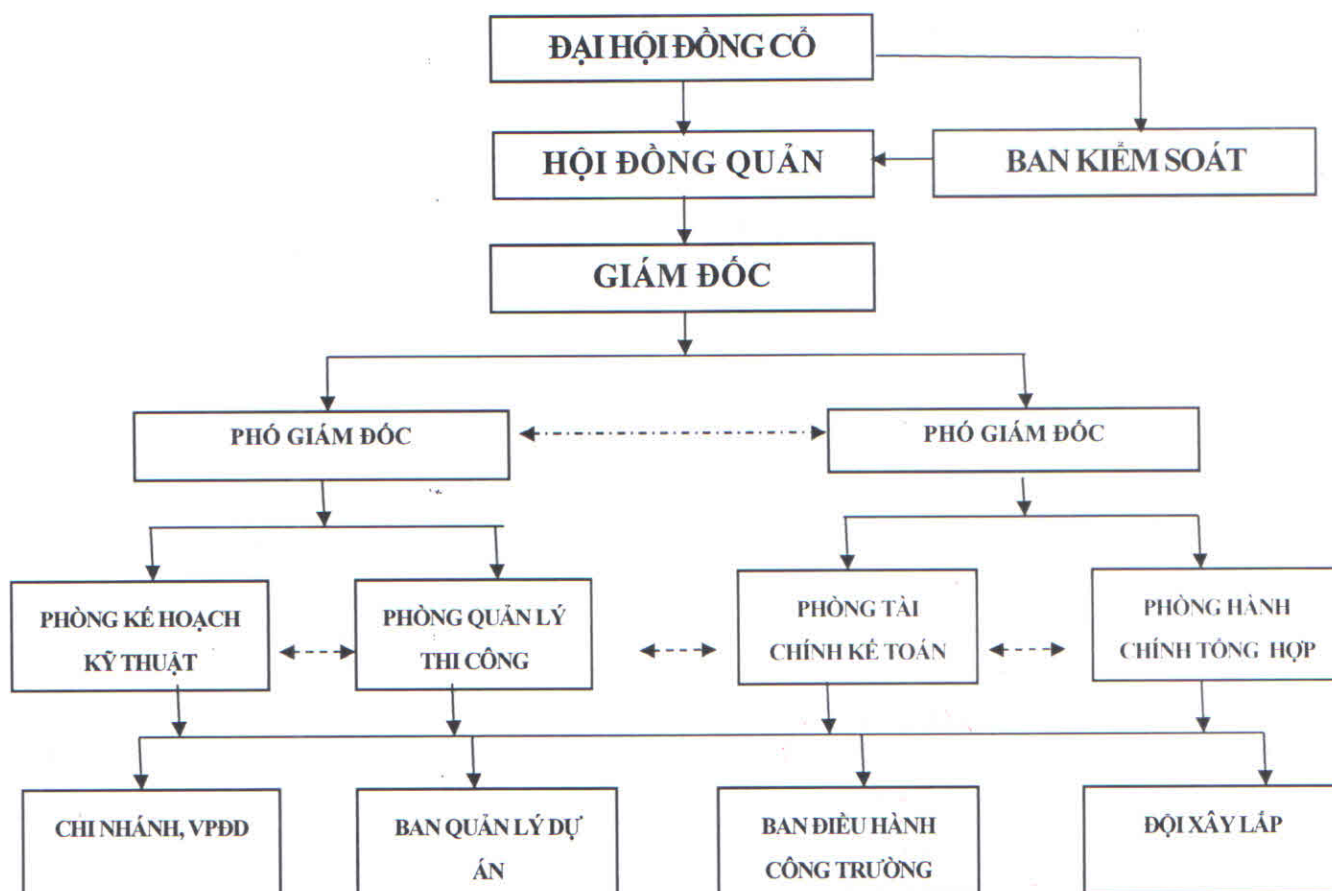 ĐẠI HỘI ĐỒNG CỔ
HỘI ĐỒNG QUẢN
BAN KIỂM SOÁT
GIÁM ĐỐC
PHÓ GIÁM ĐỐC
PHÓ GIÁM ĐỐC
PHÒNG KẾ HOẠCH
KỸ THUẬT
PHÒNG QUẢN LÝ
THI CÔNG
PHÒNG TÀI
CHÍNH KẾ TOÁN
PHÒNG HÀNH
CHÍNH TỔNG HỢP
CHI NHÁNH, VPĐD
BAN QUẢN LÝ DỰ
ÁN
BAN ĐIỀU HÀNH
CÔNG TRƯỜNG
ĐỘI XÂY LẮP